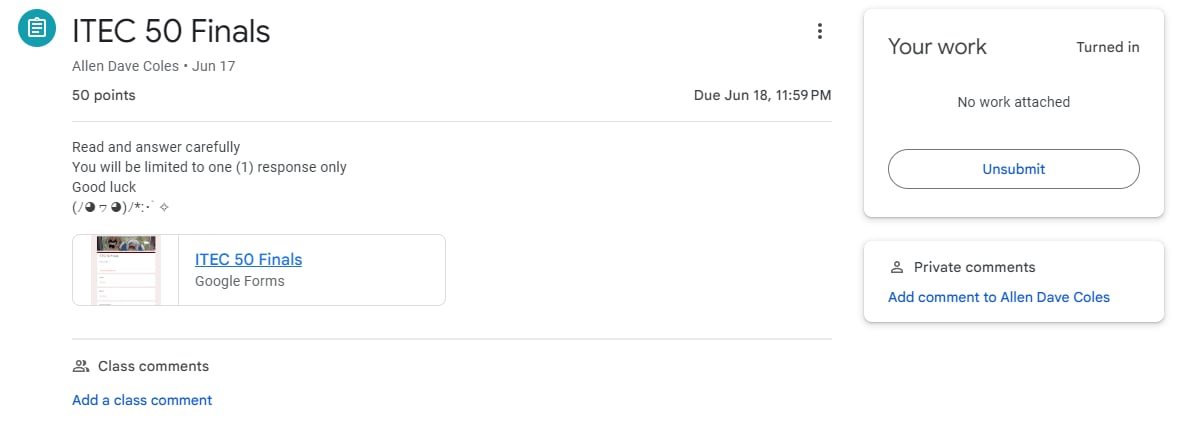 ITEC 50 Finals
Allen Dave Coles • Jun 17
50 points
Due Jun 18, 11:59 PM
Read and answer carefully
You will be limited to one (1) response only
Good luck
(ﾉ◕ヮ◕)ﾉ*:･ﾟ✧
ITEC 50 Finals
Google Forms
Class comments
Add a class comment
Your work
Turned in
No work attached
Unsubmit
Private comments
Add comment to Allen Dave Coles